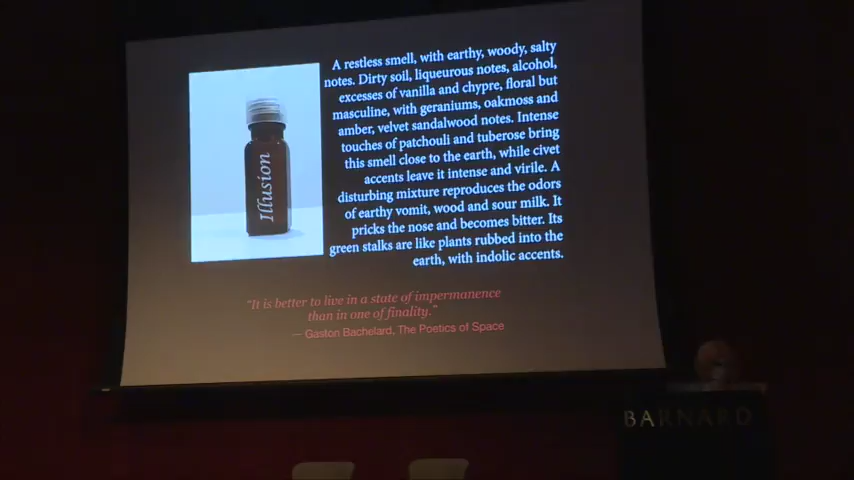 A restless smell, with earthy, woody, salty
notes. Dirty soil, liqueurous notes, alcohol,
excesses of vanilla and chypre, floral but
masculine, with geraniums, oakmoss and
amber, velvet sandalwood notes. Intense
touches of patchouli and tuberose bring
this smell close to the earth, while civet
accents leave it intense and virile. A
disturbing mixture reproduces the odors
of earthy vomit, wood and sour milk. It
pricks the nose and becomes bitter. Its
green stalks are like plants rubbed into the
earth, with indolic accents.
Illusion
“It is better to live in a state of impermanence
than in one of finality.”
— Gaston Bachelard, The Poetics of Space
BARNARD